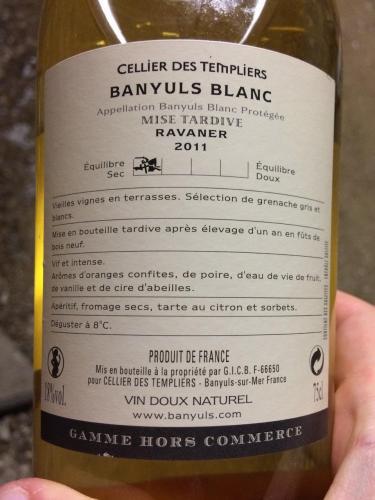 CELLIER DES TEMPLIERS
BANYULS BLANC
Appellation Banyuls Blanc Protégée
MISE TARDIVE
RAVANER
2011
Équilibre Sec
Équilibre Doux
Vieilles vignes en terrasses. Sélection de grenache gris et
blancs.
Mise en bouteille tardive après élevage d'un an en fûts de
bois neuf.
Vif et intense.
Arômes d'oranges confites, de poire, d'eau de vie de fruit,
de vanille et de cire d'abeilles.
Apéritif, fromage secs, tarte au citron et sorbets.
Déguster à 8°C.
PRODUIT DE FRANCE
Mis en bouteille à la propriété par G.I.C.B. F-66650
pour CELLIER DES TEMPLIERS - Banyuls-sur-Mer France
18%vol.
75cl
VIN DOUX NATUREL
www.banyuls.com
GAMME HORS COMMERCE